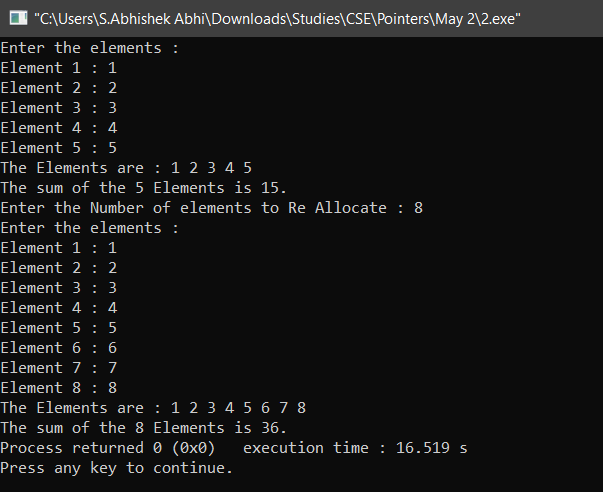 "C:\Users\S.Abhishek Abhi\Downloads\Studies\CSE\Pointers\May 2\2.exe"
Enter the elements :
Element 1 : 1
Element 2 : 2
Element 3 : 3
Element 4 : 4
Element 5 : 5
The Elements are : 1 2 3 4 5
The sum of the 5 Elements is 15.
Enter the Number of elements to Re Allocate : 8
Enter the elements :
Element 1 : 1
Element 2 : 2
Element 3 : 3
Element 4 : 4
Element 5 : 5
Element 6 : 6
Element 7 : 7
Element 8 : 8
The Elements are : 1 2 3 4 5 6 7 8
The sum of the 8 Elements is 36.
Process returned 0 (0x0)   execution time : 16.519 s
Press any key to continue.